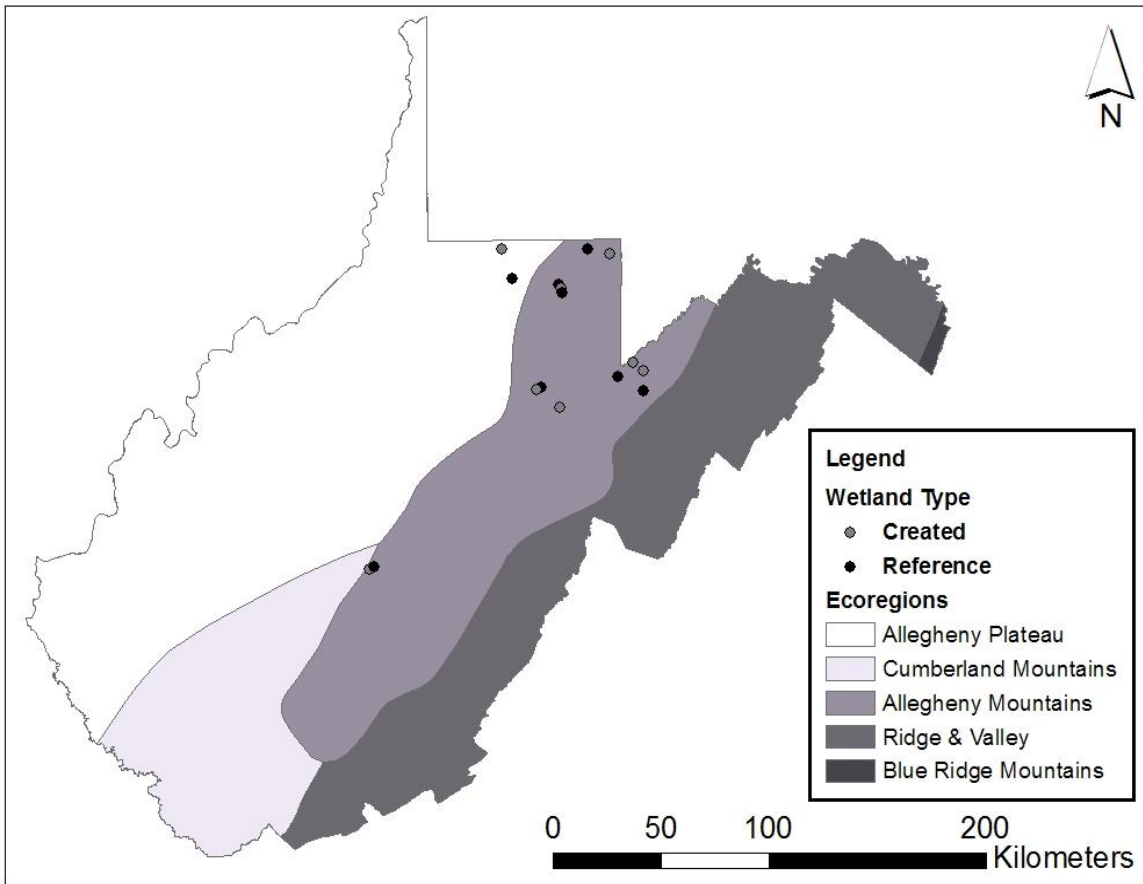 N
Legend
Wetland Type
Created
Reference
Ecoregions
Allegheny Plateau
Cumberland Mountains
Allegheny Mountains
Ridge & Valley
Blue Ridge Mountains
0 50 100 200
Kilometers